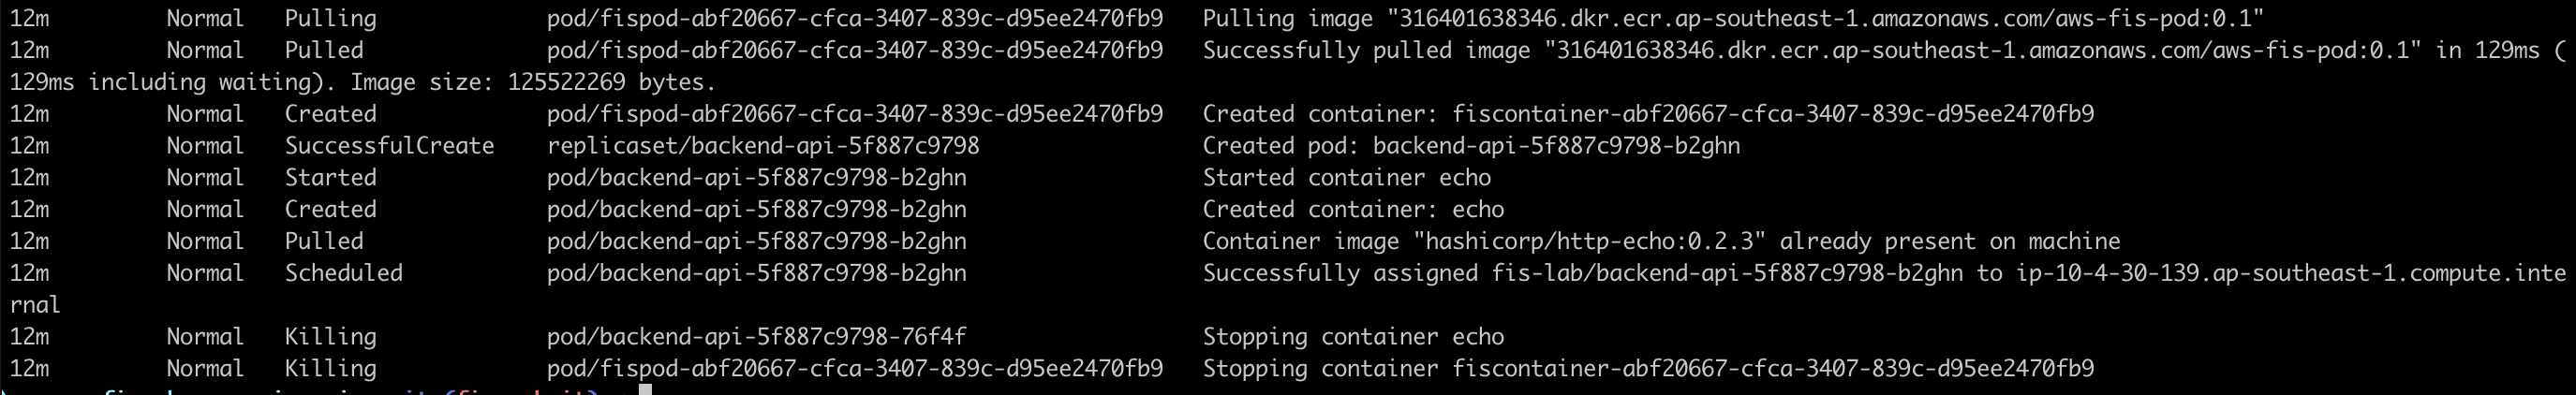 12m Normal Pulling pod/fispod-abf20667-cfca-3407-839c-d95ee2470fb9 Pulling image "316401638346.dkr.ecr.ap-southeast-1.amazonaws.com/aws-fis-pod:0.1"
12m Normal Pulled pod/fispod-abf20667-cfca-3407-839c-d95ee2470fb9 Successfully pulled image "316401638346.dkr.ecr.ap-southeast-1.amazonaws.com/aws-fis-pod:0.1" in 129ms (
129ms including waiting). Image size: 125522269 bytes.
12m Normal Created pod/fispod-abf20667-cfca-3407-839c-d95ee2470fb9 Created container: fiscontainer-abf20667-cfca-3407-839c-d95ee2470fb9
12m Normal SuccessfulCreate replicaset/backend-api-5f887c9798 Created pod: backend-api-5f887c9798-b2ghn
12m Normal Started pod/backend-api-5f887c9798-b2ghn Started container echo
12m Normal Created pod/backend-api-5f887c9798-b2ghn Created container: echo
12m Normal Pulled pod/backend-api-5f887c9798-b2ghn Container image "hashicorp/http-echo:0.2.3" already present on machine
12m Normal Scheduled pod/backend-api-5f887c9798-b2ghn Successfully assigned fis-lab/backend-api-5f887c9798-b2ghn to ip-10-4-30-139.ap-southeast-1.compute.inte
rnal
12m Normal Killing pod/backend-api-5f887c9798-76f4f Stopping container echo
12m Normal Killing pod/fispod-abf20667-cfca-3407-839c-d95ee2470fb9 Stopping container fiscontainer-abf20667-cfca-3407-839c-d95ee2470fb9